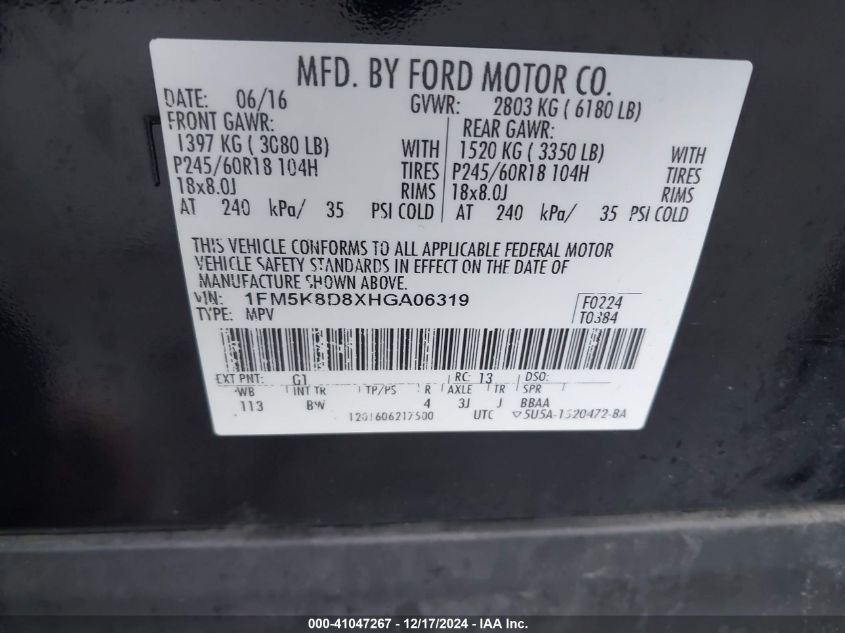 MFD. BY FORD MOTOR CO.
DATE: 06/16 GVWR: 2803 KG ( 6180 LB)
FRONT GAWR: REAR GAWR:
1397 KG ( 3080 LB) WITH 1520 KG ( 3350 LB) WITH
P245/60R18 104H TIRES P245/60R18 104H TIRES
18x8.0J RIMS 18x8.0J RIMS
AT 240 kPa/ 35 PSI COLD AT 240 kPa/ 35 PSI COLD
THIS VEHICLE CONFORMS TO ALL APPLICABLE FEDERAL MOTOR
VEHICLE SAFETY STANDARDS IN EFFECT ON THE DATE OF
MANUFACTURE SHOWN ABOVE.
VIN: 1FM5K8D8XHGA06319 F0224
TYPE: MPV T0384
EXT PNT: G1 RC: 13 DSO:
WB INT TR TP/PS R AXLE TR SPR
113 BW 4 3J J BBAA
1201606217500 UTC ▽5U5A-1520472-BA
000-41047267 - 12/17/2024 - IAA Inc.